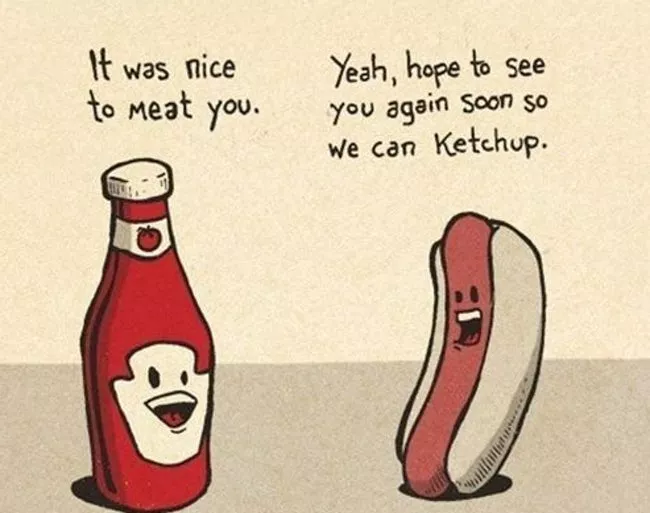 It was nice
to Meat you.
Yeah, hope to see
you again soon so
we can Ketchup.